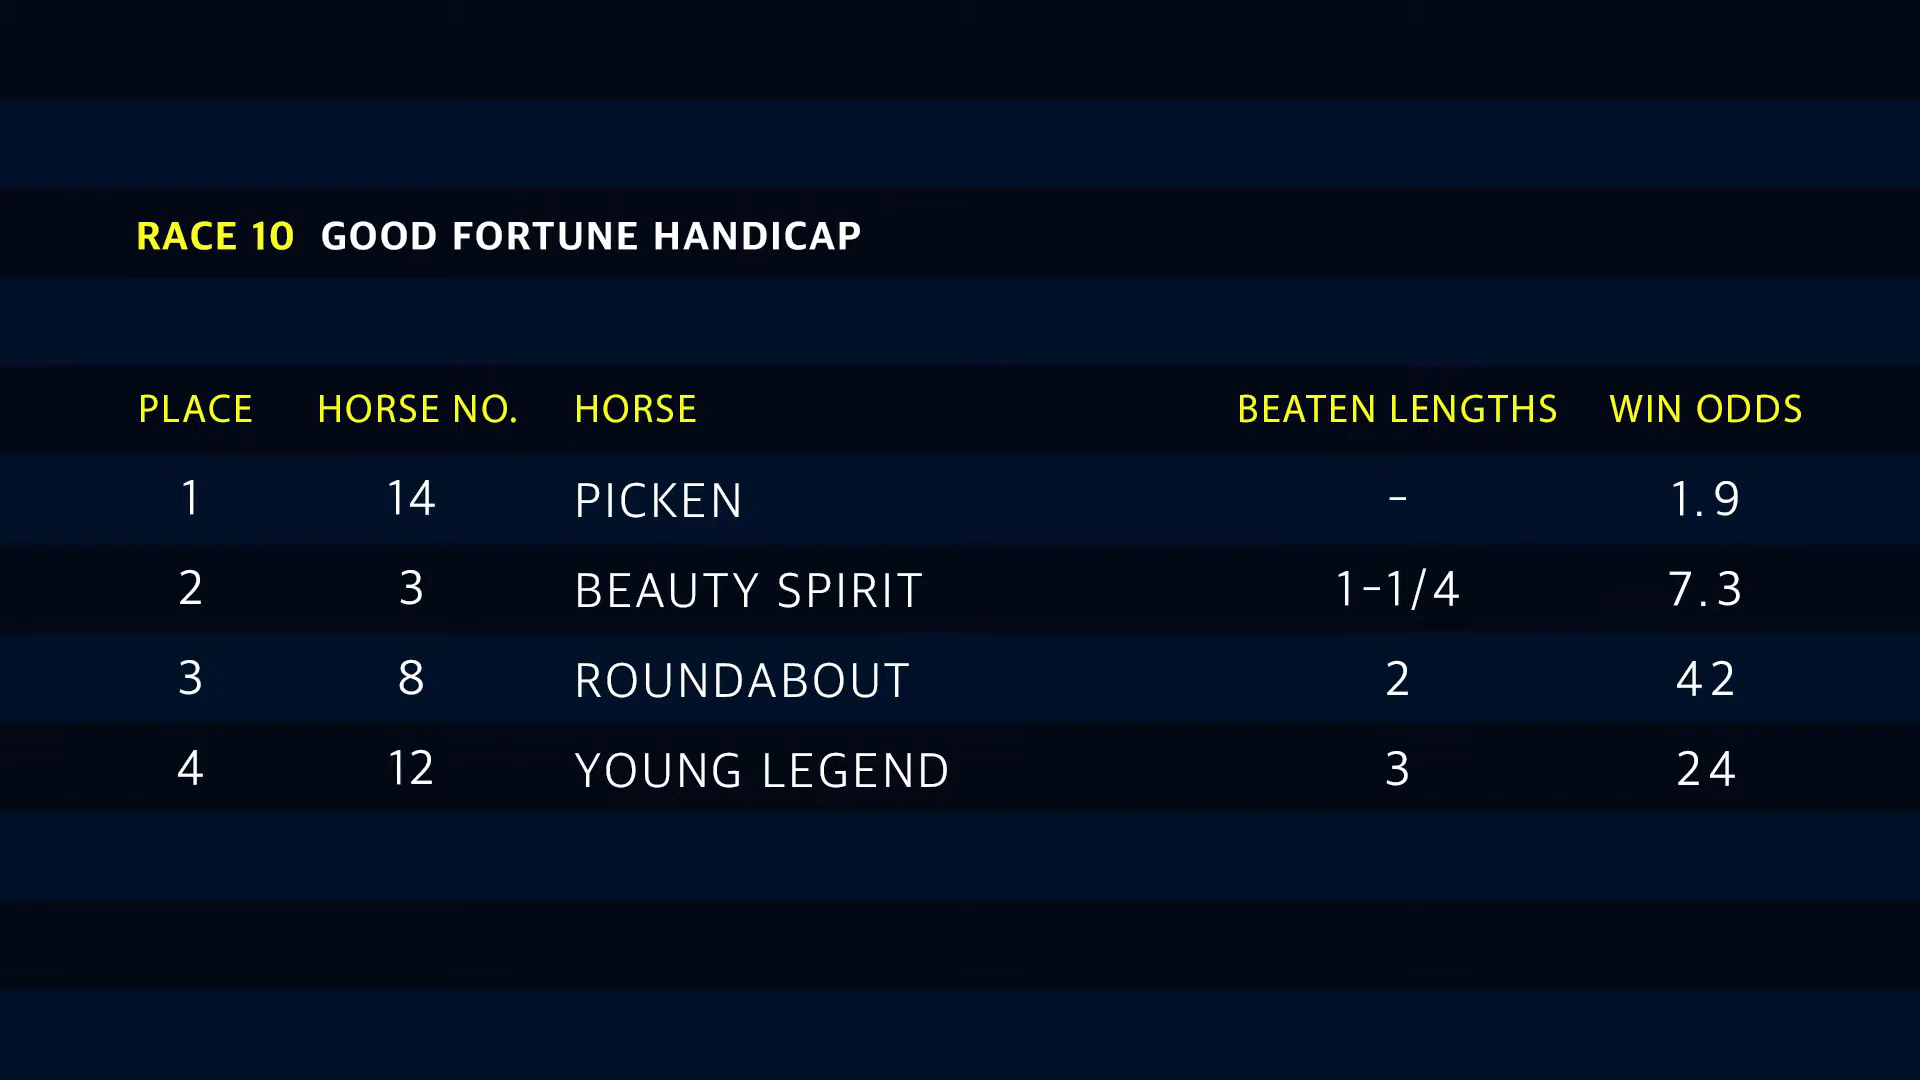 RACE 10 GOOD FORTUNE HANDICAP
PLACE HORSE NO. HORSE BEATEN LENGTHS WIN ODDS
1 14 PICKEN - 1.9
2 3 BEAUTY SPIRIT 1-1/4 7.3
3 8 ROUNDABOUT 2 42
4 12 YOUNG LEGEND 3 24